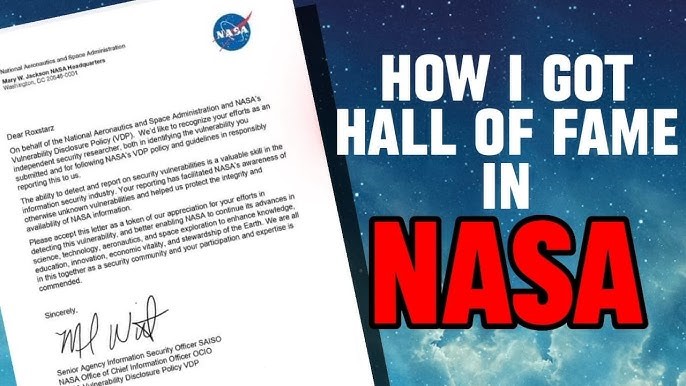 NASA
National Aeronautics and Space Administration
Mary W. Jackson NASA Headquarters
Washington, DC 20546-0001
Dear Roxstarz
On behalf of the National Aeronautics and Space Administration and NASA's
Vulnerability Disclosure Policy (VDP). We'd like to recognize your efforts as an
independent security researcher, both in identifying the vulnerability you
submitted and for following NASA's VDP policy and guidelines in responsibly
reporting this to us.
The ability to detect and report on security vulnerabilities is a valuable skill in the
information security industry. Your reporting has facilitated NASA's awareness of
otherwise unknown vulnerabilities and helped us protect the integrity and
availability of NASA information.
Please accept this letter as a token of our appreciation for your efforts in
detecting this vulnerability, and better enabling NASA to continue its advances in
science, technology, aeronautics, and space exploration to enhance knowledge,
education, innovation, economic vitality, and stewardship of the Earth. We are all
in this together as a security community and your participation and expertise is
commended.
Sincerely,
Senior Agency Information Security Officer SAISO
NASA Office of Chief Information Officer OCIO
Vulnerability Disclosure Policy VDP
HOW I GOT
HALL OF FAME
IN
NASA